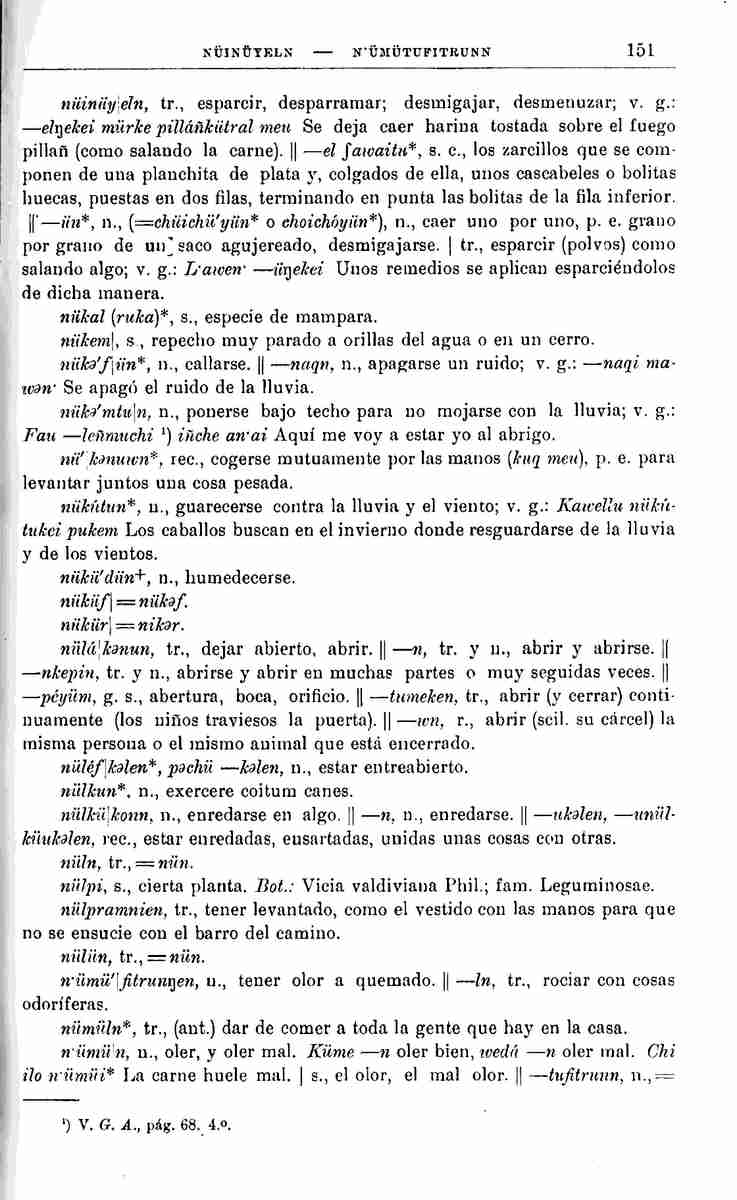 NÜINÜYELN — N·ÜMÜTUFITRUNN 151
nüinüy|eln, tr., esparcir, desparramar; desmigajar, desmenuzar; v. g.:
—elŋekei mürke pilláñkütral meu Se deja caer harina tostada sobre el fuego
pillañ (como salando la carne). || —el ʃawaitu*, s. c., los zarcillos que se com-
ponen de una planchita de plata y, colgados de ella, unos cascabeles o bolitas
huecas, puestas en dos filas, terminando en punta las bolitas de la fila inferior.
|| —ün*, n., (=chüichü'yün* o choichóyün*), n., caer uno por uno, p. e. grano
por grano de un saco agujereado, desmigajarse. | tr., esparcir (polvos) como
salando algo; v. g.: L·awen· —üŋekei Unos remedios se aplican esparciéndolos
de dicha manera.
nükal (ruka)*, s., especie de mampara.
nükem|, s., repecho muy parado a orillas del agua o en un cerro.
nükə'f|ün*, n., callarse. || —naqn, n., apagarse un ruido; v. g.: —naqi ma-
wən· Se apagó el ruido de la lluvia.
nükə'mtu|n, n., ponerse bajo techo para no mojarse con la lluvia; v. g.:
Fau —leñmuchi ¹) iñche an·ai Aquí me voy a estar yo al abrigo.
nü'|kənuwn*, rec., cogerse mutuamente por las manos (kuq meu), p. e. para
levantar juntos una cosa pesada.
nükútun*, n., guarecerse contra la lluvia y el viento; v. g.: Kawellu nükú-
tukei pukem Los caballos buscan en el invierno donde resguardarse de la lluvia
y de los vientos.
nükü'dün+, n., humedecerse.
nüküf| = nükəf.
nükür| = nikər.
nülá|kənun, tr., dejar abierto, abrir. || —n, tr. y n., abrir y abrirse. ||
—nkepin, tr. y n., abrirse y abrir en muchas partes o muy seguidas veces. ||
—péyüm, g. s., abertura, boca, orificio. || —tumeken, tr., abrir (y cerrar) conti-
nuamente (los niños traviesos la puerta). || —wn, r., abrir (scil. su cárcel) la
misma persona o el mismo animal que está encerrado.
nüléf|kəlen*, pəchü —kəlen, n., estar entreabierto.
nülkun*, n., exercere coitum canes.
nülkü|konn, n., enredarse en algo. || —n, n., enredarse. || —ukəlen, —unül-
küukəlen, rec., estar enredadas, ensartadas, unidas unas cosas con otras.
nüln, tr., = nün.
nülpi, s., cierta planta. Bot.: Vicia valdiviana Phil.; fam. Leguminosae.
nülpramnien, tr., tener levantado, como el vestido con las manos para que
no se ensucie con el barro del camino.
nülün, tr., = nün.
n·ümü'|fitrunŋen, n., tener olor a quemado. || —ln, tr., rociar con cosas
odoríferas.
nümüln*, tr., (ant.) dar de comer a toda la gente que hay en la casa.
n·ümü|n, n., oler, y oler mal. Küme —n oler bien, wedá —n oler mal. Chi
ilo n·ümüi* La carne huele mal. | s., el olor, el mal olor. || —tufitrunn, n., =
¹) V. G. A., pág. 68. 4.º.